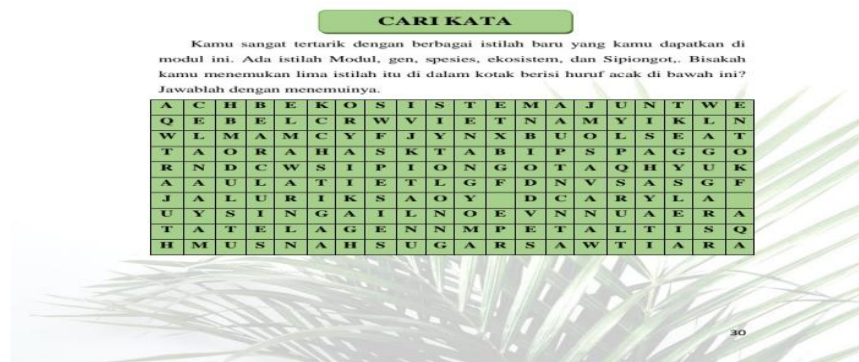 CARI KATA
Kamu sangat tertarik dengan berbagai istilah baru yang kamu dapatkan di
modul ini. Ada istilah Modul, gen, spesies, ekosistem, dan Sipiongot,. Bisakah
kamu menemukan lima istilah itu di dalam kotak berisi huruf acak di bawah ini?
Jawablah dengan menemuinya.
A C H B E K O S I S T E M A J U N T W E
Q E B E L C R W V I E T N A M Y I K L N
W L M A M C Y F J Y N X B U O L S E A T
T A O R A H A S K T A B I P S P A G G O
R N D C W S I P I O N G O T A Q H Y U K
A A U L A T I E T L G F D N V S A S G F
J A L U R I K S A O Y D C A R Y L A
U Y S I N G A I L N O E V N N U A E R A
T A T E L A G E N N M P E T A L T I S Q
H M U S N A H S U G A R S A W T I A R A
30